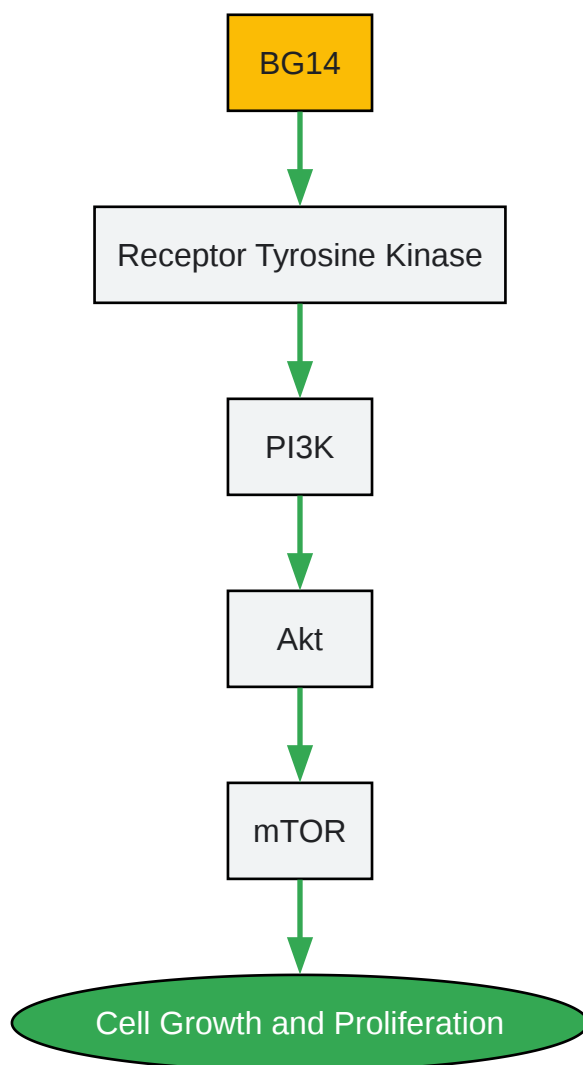 BG14
Receptor Tyrosine Kinase
PI3K
Akt
mTOR
Cell Growth and Proliferation